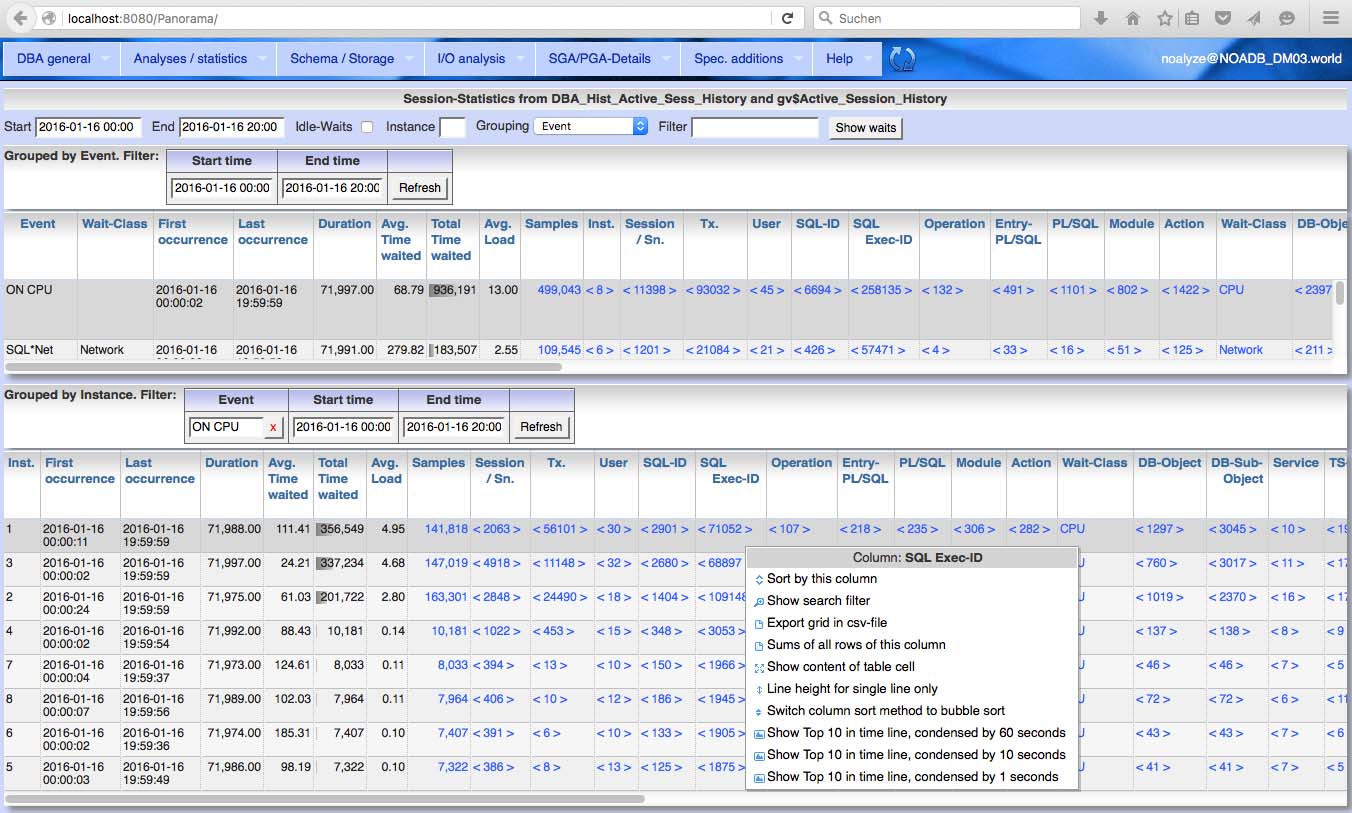 localhost:8080/Panorama/
Suchen
DBA general
Analyses / statistics
Schema / Storage
I/O analysis
SGA/PGA-Details
Spec. additions
Help
noalyze@NOADB_DM03.world
Session-Statistics from DBA_Hist_Active_Sess_History and gv$Active_Session_History
Start 2016-01-16 00:00 End 2016-01-16 20:00 Idle-Waits Instance Grouping Event Filter Show waits
Grouped by Event. Filter: Start time End time
2016-01-16 00:00 2016-01-16 20:00 Refresh
Event Wait-Class First occurrence Last occurrence Duration Avg. Time waited Total Time waited Avg. Load Samples Inst. Session / Sn. Tx. User SQL-ID SQL Exec-ID Operation Entry-PL/SQL PL/SQL Module Action Wait-Class DB-Obje
ON CPU 2016-01-16 00:00:02 2016-01-16 19:59:59 71,997.00 68.79 936,191 13.00 499,043 < 8 > < 11398 > < 93032 > < 45 > < 6694 > < 258135 > < 132 > < 491 > < 1101 > < 802 > < 1422 > CPU < 2397
SQL*Net Network 2016-01-16 2016-01-16 71,991.00 279.82 183,507 2.55 109,545 < 6 > < 1201 > < 21084 > < 21 > < 426 > < 57471 > < 4 > < 33 > < 16 > < 51 > < 125 > Network < 211 >
Grouped by Instance. Filter: Event Start time End time
ON CPU x 2016-01-16 00:00 2016-01-16 20:00 Refresh
Inst. First occurrence Last occurrence Duration Avg. Time waited Total Time waited Avg. Load Samples Session / Sn. Tx. User SQL-ID SQL Exec-ID Operation Entry-PL/SQL PL/SQL Module Action Wait-Class DB-Object DB-Sub-Object Service TS-
1 2016-01-16 00:00:11 2016-01-16 19:59:59 71,988.00 111.41 356,549 4.95 141,818 < 2063 > < 56101 > < 30 > < 2901 > < 71052 > < 107 > < 218 > < 235 > < 306 > < 282 > CPU < 1297 > < 3045 > < 10 > < 19
3 2016-01-16 00:00:02 2016-01-16 19:59:59 71,997.00 24.21 337,234 4.68 147,019 < 4918 > < 11148 > < 32 > < 2680 > < 68897 < 760 > < 3017 > < 11 > < 17
2 2016-01-16 00:00:24 2016-01-16 19:59:59 71,975.00 61.03 201,722 2.80 163,301 < 2848 > < 24490 > < 18 > < 1404 > < 109148 < 1019 > < 2370 > < 16 > < 17
4 2016-01-16 00:00:02 2016-01-16 19:59:54 71,992.00 88.43 10,181 0.14 10,181 < 1022 > < 453 > < 15 > < 348 > < 3053 > < 137 > < 138 > < 8 > < 9
7 2016-01-16 00:00:04 2016-01-16 19:59:37 71,973.00 124.61 8,033 0.11 8,033 < 394 > < 13 > < 10 > < 150 > < 1966 > < 46 > < 46 > < 7 > < 5
8 2016-01-16 00:00:07 2016-01-16 19:59:56 71,989.00 102.03 7,964 0.11 7,964 < 406 > < 10 > < 12 > < 186 > < 1945 > < 72 > < 72 > < 6 > < 11
6 2016-01-16 00:00:02 2016-01-16 19:59:36 71,974.00 185.31 7,407 0.10 7,407 < 391 > < 6 > < 10 > < 133 > < 1905 > < 43 > < 43 > < 7 > < 6
5 2016-01-16 00:00:03 2016-01-16 19:59:49 71,986.00 98.19 7,322 0.10 7,322 < 386 > < 8 > < 13 > < 125 > < 1875 > < 41 > < 41 > < 7 > < 5
Column: SQL Exec-ID
Sort by this column
Show search filter
Export grid in csv-file
Sums of all rows of this column
Show content of table cell
Line height for single line only
Switch column sort method to bubble sort
Show Top 10 in time line, condensed by 60 seconds
Show Top 10 in time line, condensed by 10 seconds
Show Top 10 in time line, condensed by 1 seconds